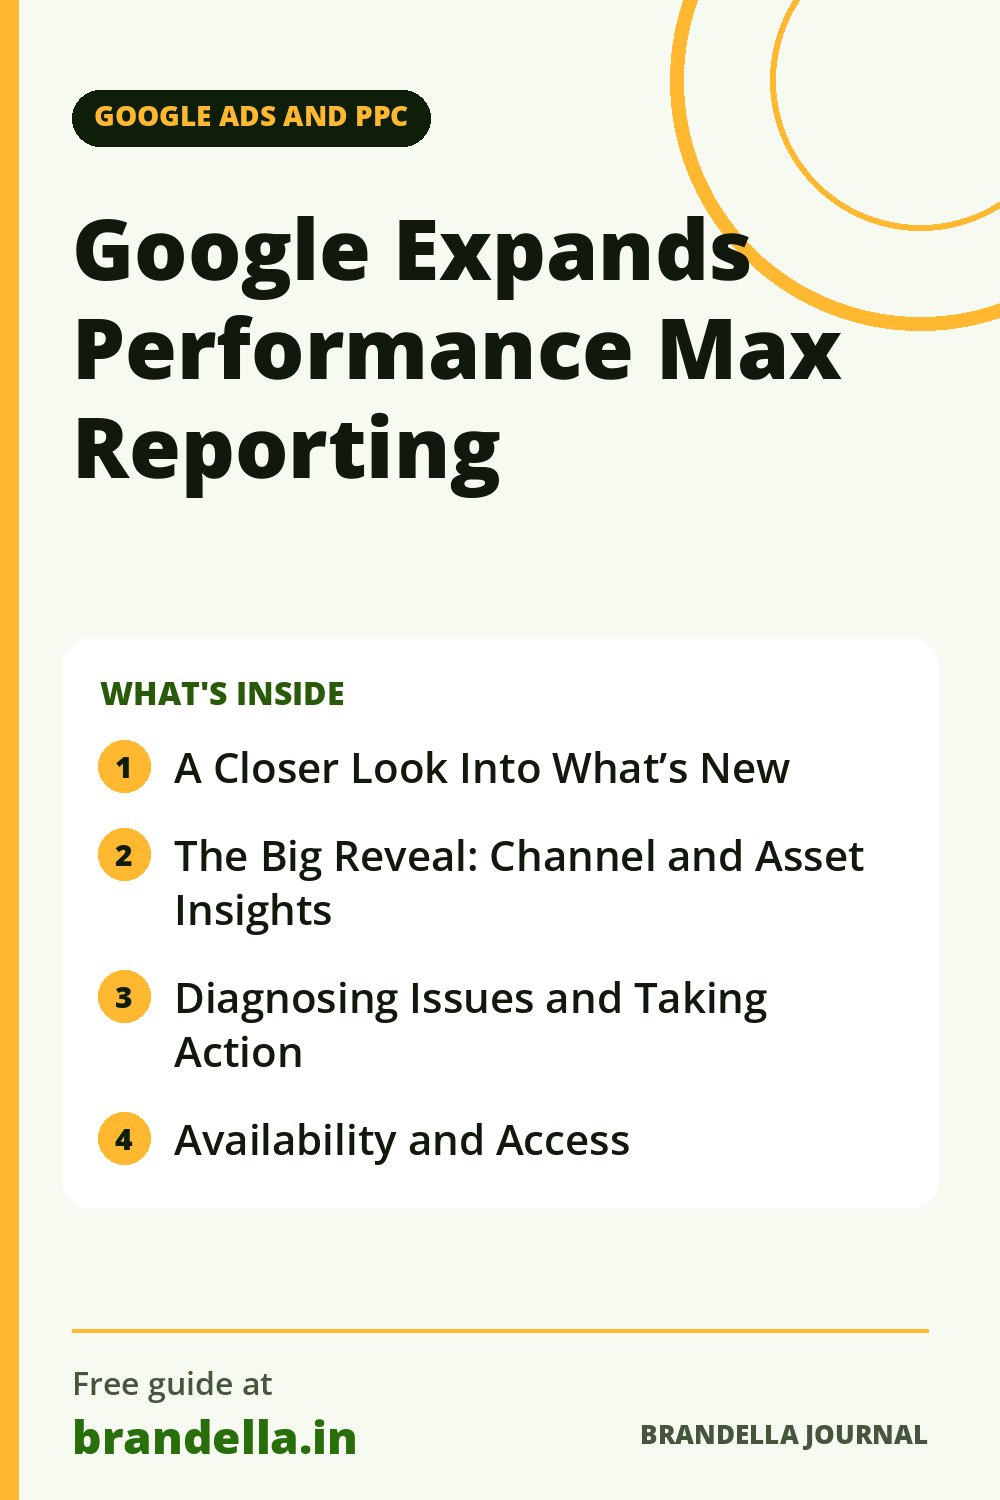 GOOGLE ADS AND PPC
Google Expands
Performance Max
Reporting
WHAT'S INSIDE
1 A Closer Look Into What’s New
2 The Big Reveal: Channel and Asset
Insights
3 Diagnosing Issues and Taking
Action
4 Availability and Access
Free guide at
brandella.in
BRANDELLA JOURNAL